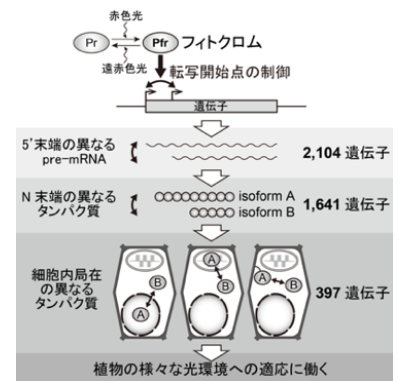 赤色光
Pr
Pfr
フィトクロム
遠赤色光
転写開始点の制御
遺伝子
5'末端の異なる
pre-mRNA
2,104 遺伝子
N 末端の異なる
タンパク質
isoform A
isoform B
1,641 遺伝子
細胞内局在
の異なる
タンパク質
B
A
A
B
A
B
397 遺伝子
植物の様々な光環境への適応に働く